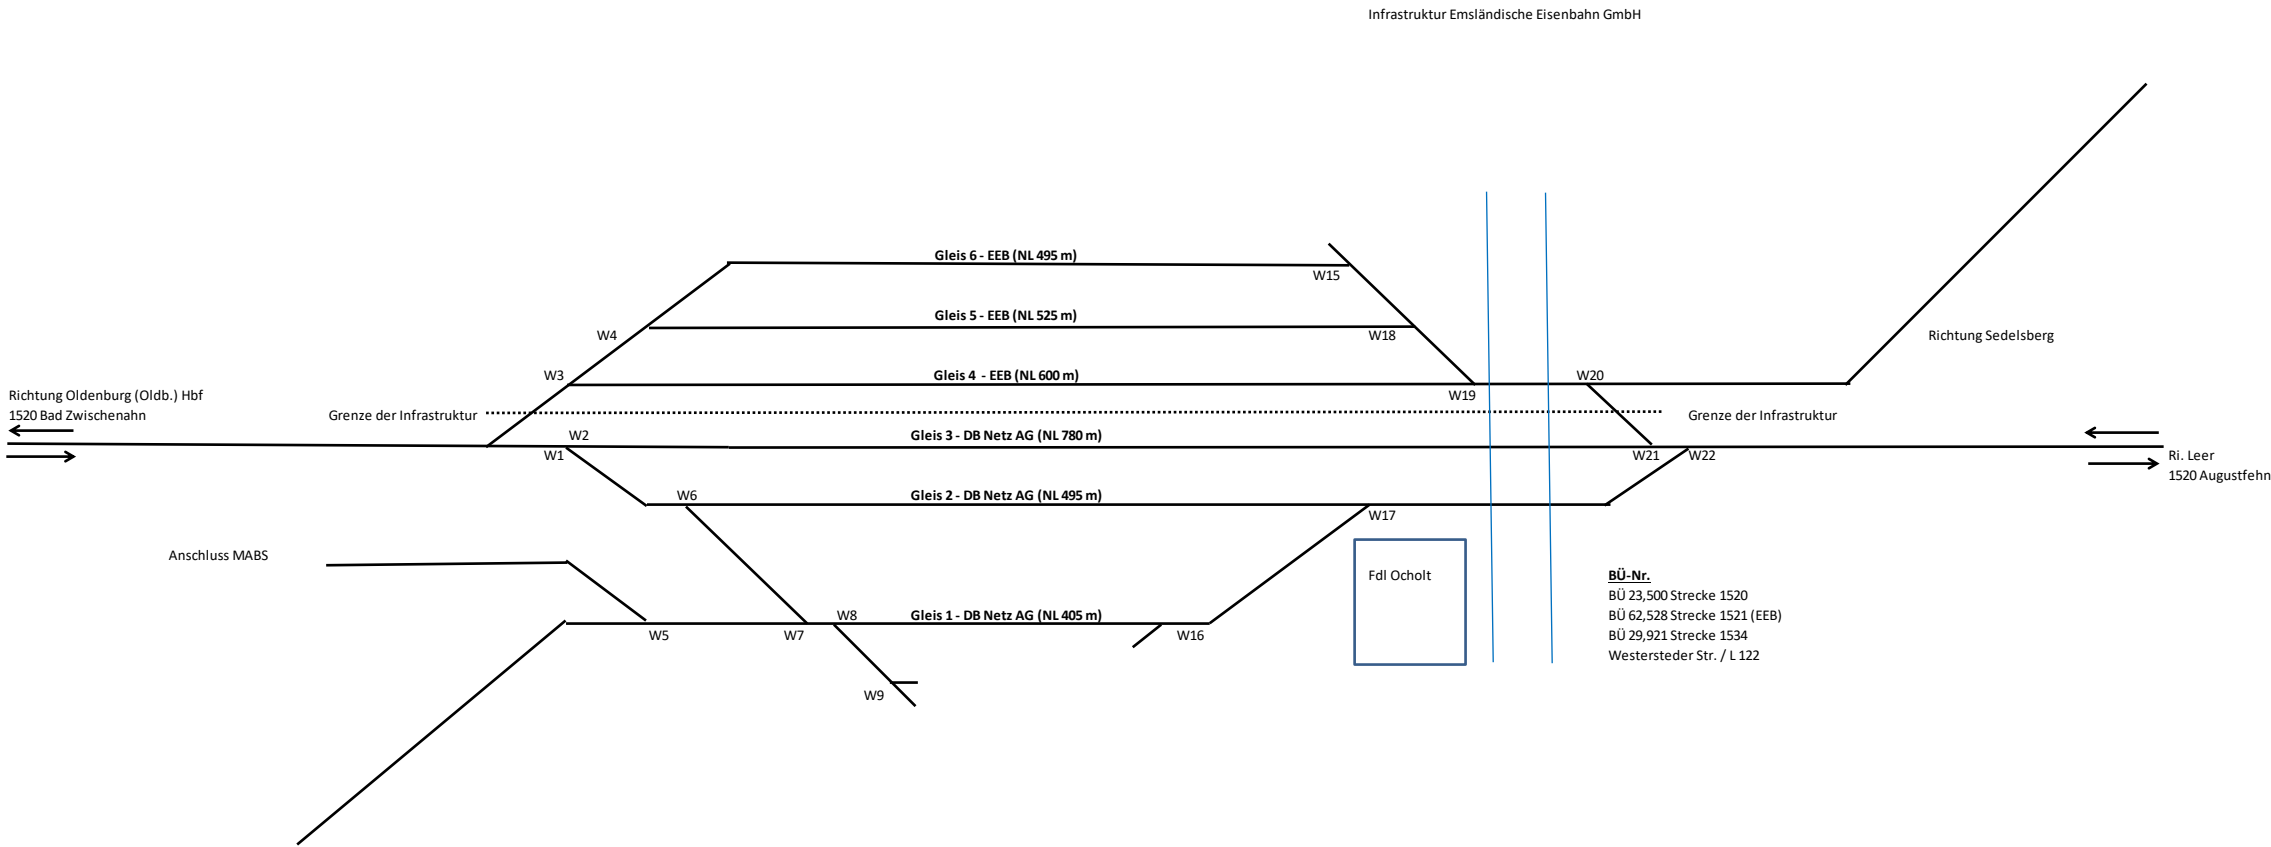 Infrastruktur Emsländische Eisenbahn GmbH
Gleis 6 - EEB (NL 495 m)
W15
Gleis 5 - EEB (NL 525 m)
W4
W18
Richtung Sedelsberg
W3
Gleis 4 - EEB (NL 600 m)
W20
Richtung Oldenburg (Oldb.) Hbf
W19
1520 Bad Zwischenahn
Grenze der Infrastruktur
Grenze der Infrastruktur
W2
Gleis 3 - DB Netz AG (NL 780 m)
W1
W21
W22
Ri. Leer
1520 Augustfehn
W6
Gleis 2 - DB Netz AG (NL 495 m)
W17
Anschluss MABS
Fdl Ocholt
BÜ-Nr.
BÜ 23,500 Strecke 1520
BÜ 62,528 Strecke 1521 (EEB)
BÜ 29,921 Strecke 1534
Westersteder Str. / L 122
W8
Gleis 1 - DB Netz AG (NL 405 m)
W5
W7
W16
W9